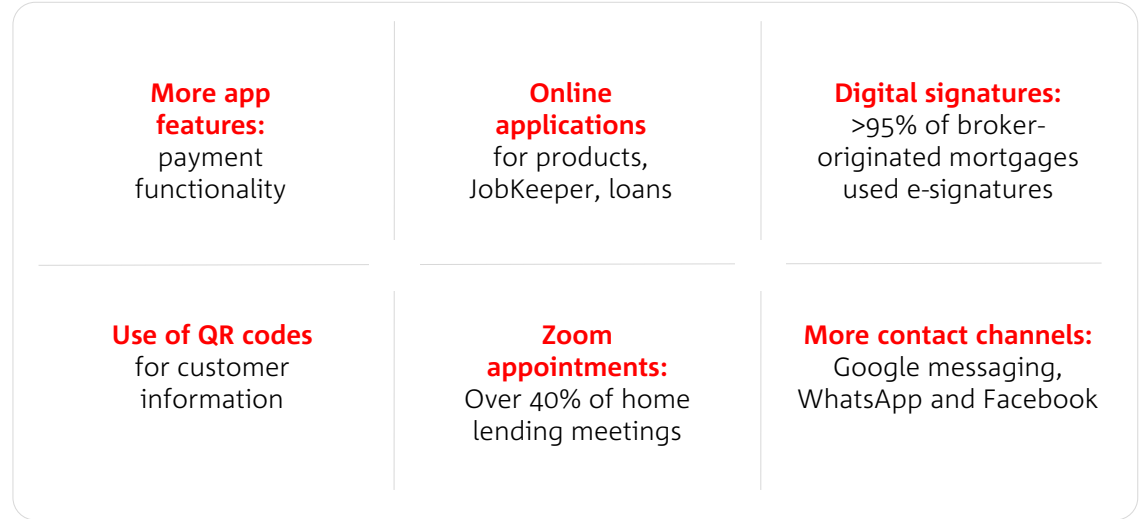 More app
features:
payment
functionality
Online
applications
for products,
JobKeeper, loans
Digital signatures:
>95% of broker-
originated mortgages
used e-signatures
Use of QR codes
for customer
information
Zoom
appointments:
Over 40% of home
lending meetings
More contact channels:
Google messaging,
WhatsApp and Facebook